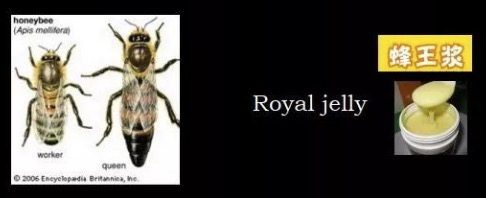 honeybee
(Apis mellifera)
worker
queen
© 2006 Encyclopædia Britannica, Inc.
Royal jelly
蜂王浆